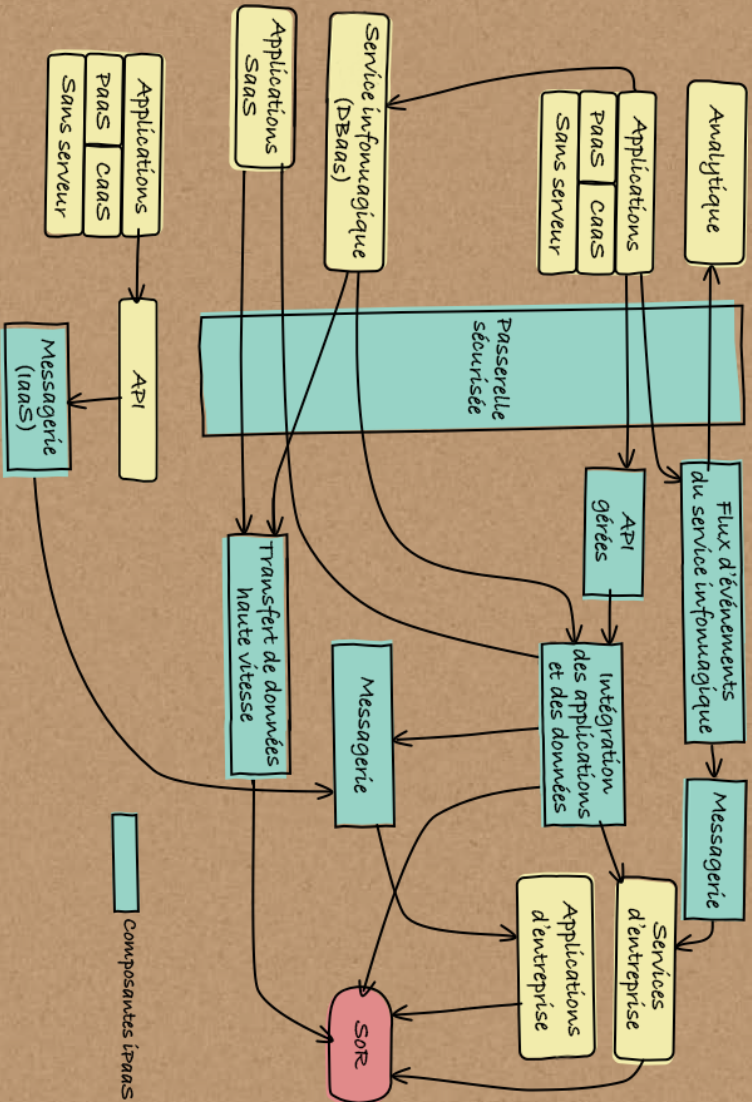 Analytique
Flux d'événements
du service infonuagique
Messagerie
Applications
PaaS
CaaS
Sans serveur
API
gérées
Intégration
des applications
et des données
Services
d'entreprise
Applications
d'entreprise
Passerelle
sécurisée
Service infonuagique
(DBaas)
Messagerie
SOR
Applications
SaaS
Transfert de données
haute vitesse
Applications
PaaS
CaaS
Sans serveur
API
Messagerie
(IaaS)
Composantes iPaaS